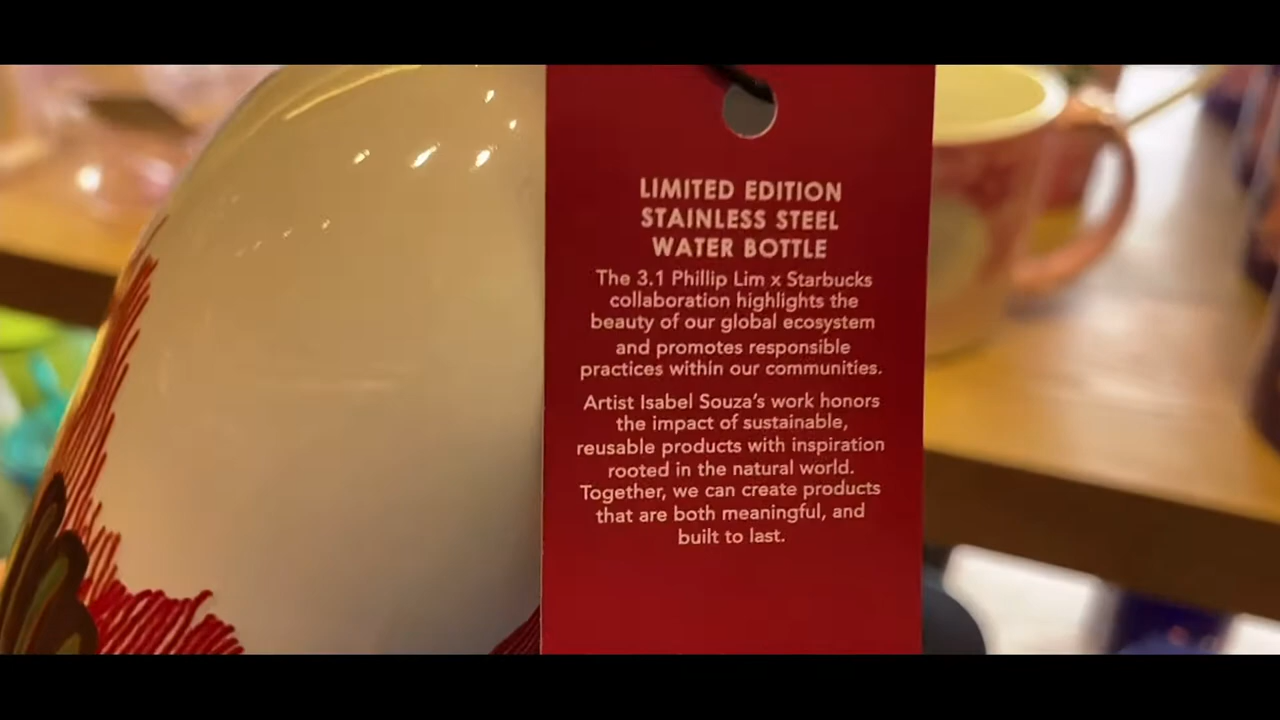 LIMITED EDITION
STAINLESS STEEL
WATER BOTTLE
The 3.1 Phillip Lim x Starbucks
collaboration highlights the
beauty of our global ecosystem
and promotes responsible
practices within our communities.
Artist Isabel Souza's work honors
the impact of sustainable,
reusable products with inspiration
rooted in the natural world.
Together, we can create products
that are both meaningful, and
built to last.